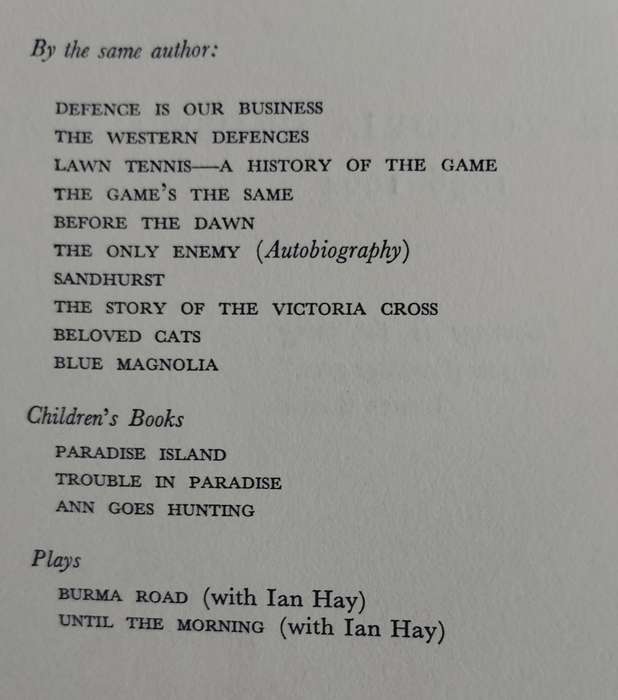 By the same author:
DEFENCE IS OUR BUSINESS
THE WESTERN DEFENCES
LAWN TENNIS—A HISTORY OF THE GAME
THE GAME'S THE SAME
BEFORE THE DAWN
THE ONLY ENEMY (Autobiography)
SANDHURST
THE STORY OF THE VICTORIA CROSS
BELOVED CATS
BLUE MAGNOLIA
Children's Books
PARADISE ISLAND
TROUBLE IN PARADISE
ANN GOES HUNTING
Plays
BURMA ROAD (with Ian Hay)
UNTIL THE MORNING (with Ian Hay)